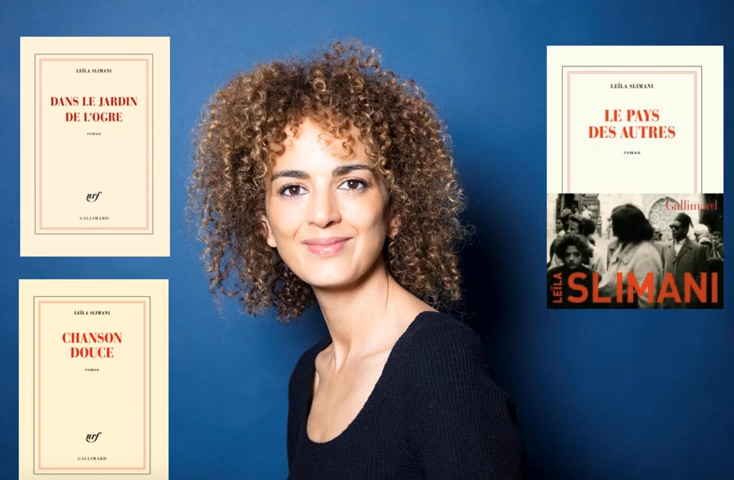 LEÏLA SLIMANI
DANS LE JARDIN
DE L'OGRE
roman
nrf
GALLIMARD
LEÏLA SLIMANI
CHANSON
DOUCE
roman
nrf
GALLIMARD
LEÏLA SLIMANI
LE PAYS
DES AUTRES
roman
Gallimard
LEÏLA SLIMANI